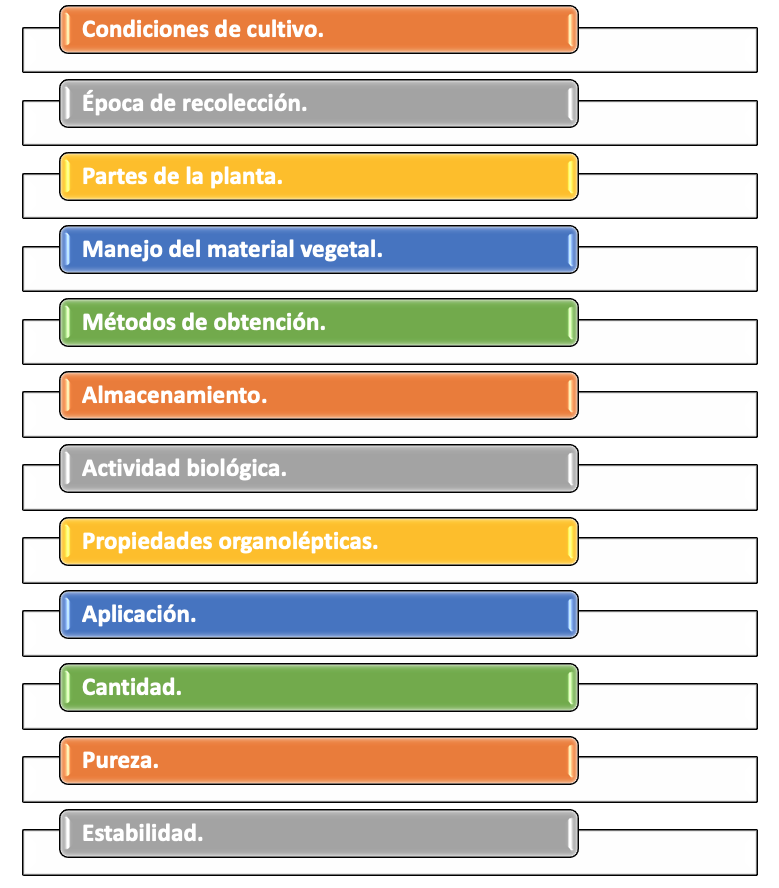 Condiciones de cultivo.
Época de recolección.
Partes de la planta.
Manejo del material vegetal.
Métodos de obtención.
Almacenamiento.
Actividad biológica.
Propiedades organolépticas.
Aplicación.
Cantidad.
Pureza.
Estabilidad.